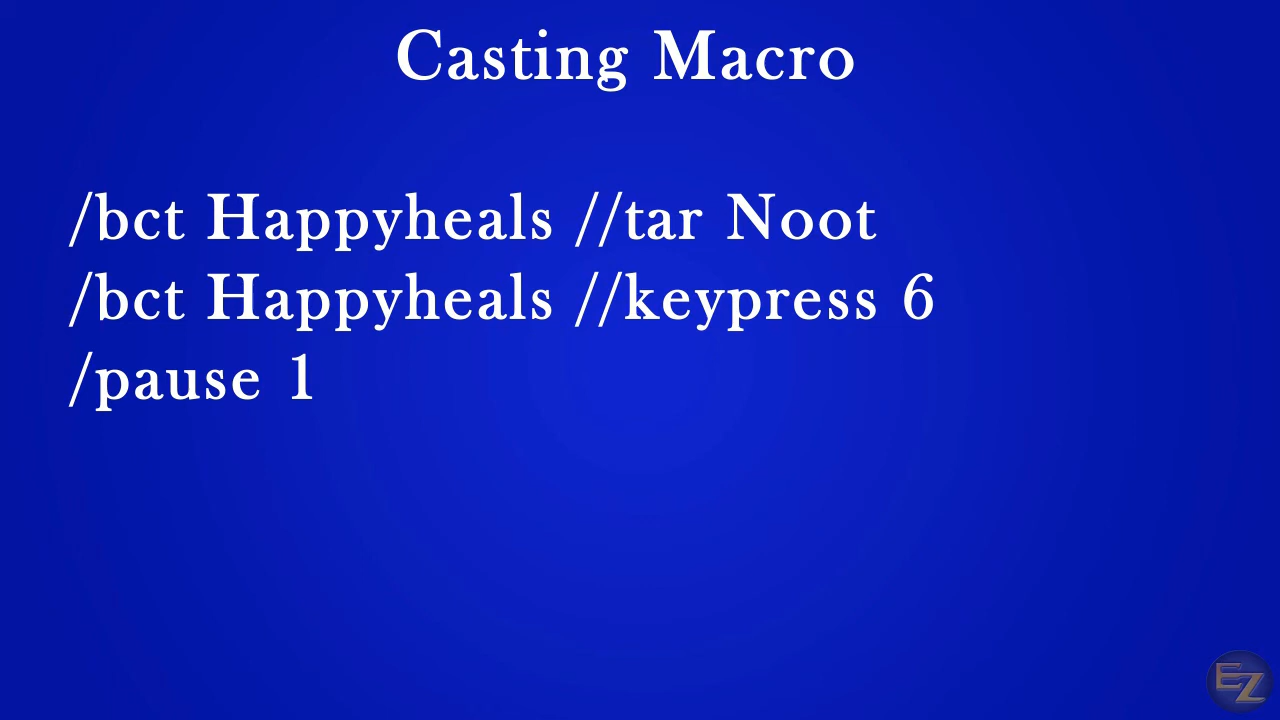 Casting Macro
/bct Happyheals //tar Noot
/bct Happyheals //keypress 6
/pause 1
EZ